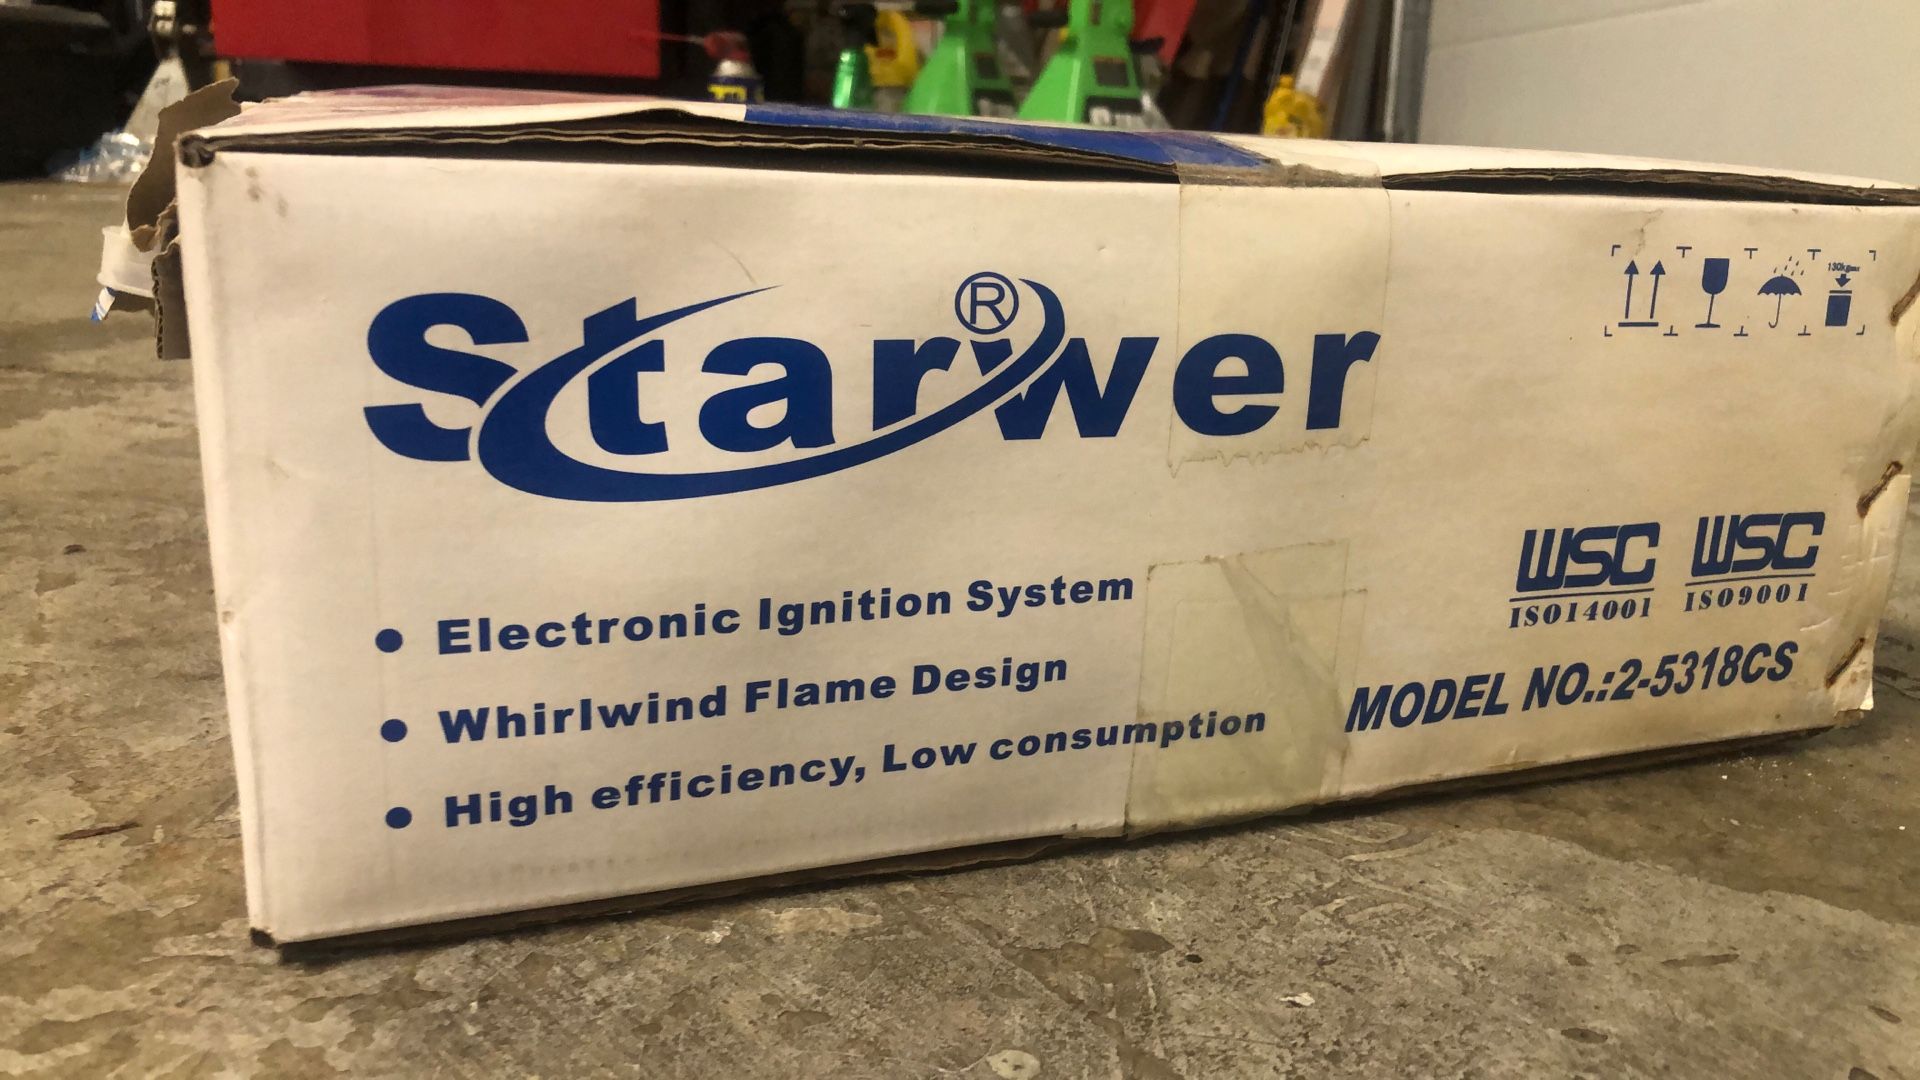 Starwer®
130kgmax
WSC WSC
ISO14001 ISO9001
● Electronic Ignition System
● Whirlwind Flame Design
● High efficiency, Low consumption
MODEL NO.:2-5318CS